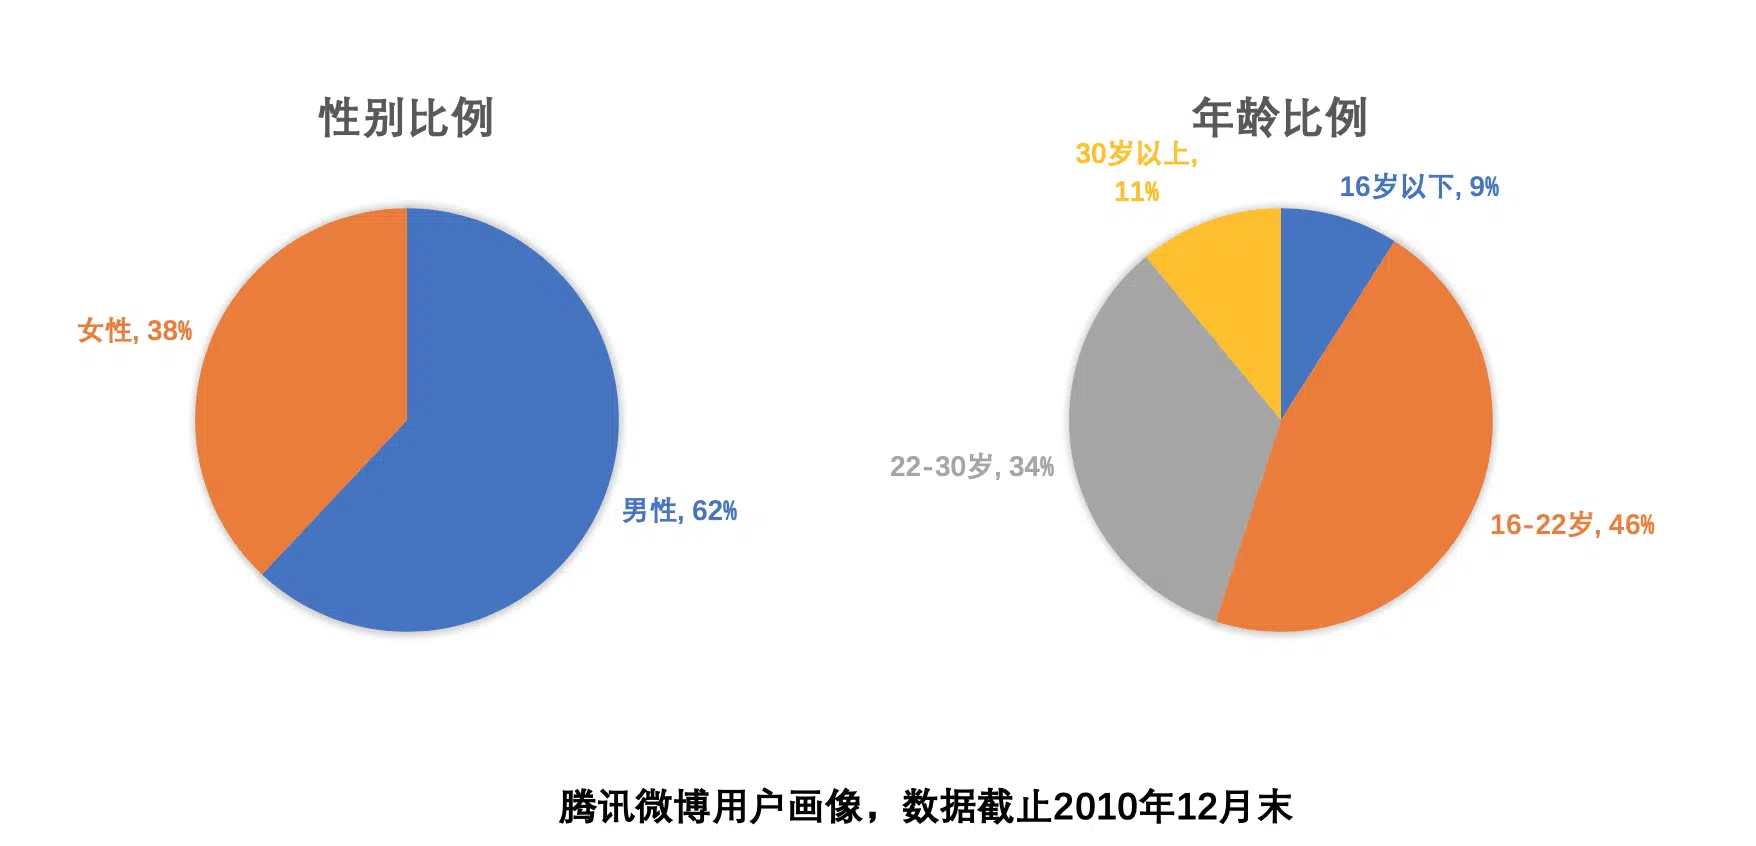 性别比例
女性, 38%
男性, 62%
年龄比例
30岁以上,
11%
16岁以下, 9%
22-30岁, 34%
16-22岁, 46%
腾讯微博用户画像，数据截止2010年12月末